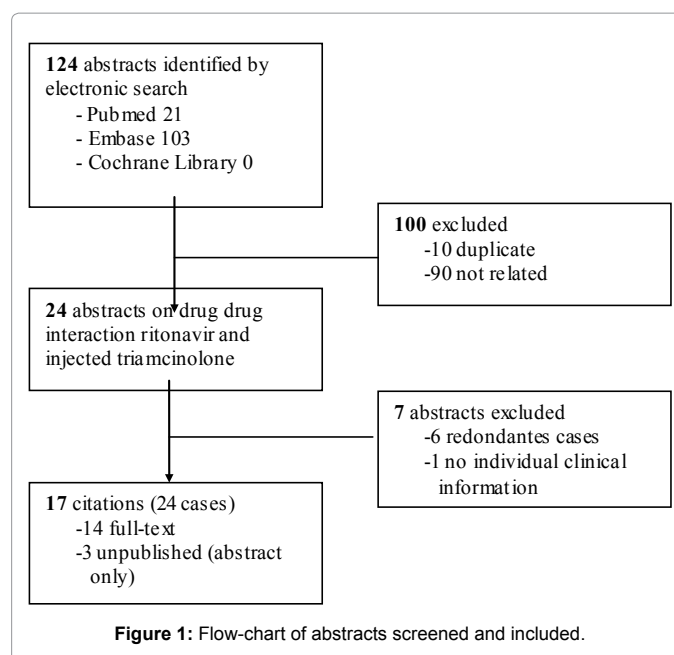 124 abstracts identified by
electronic search
- Pubmed 21
- Embase 103
- Cochrane Library 0
100 excluded
-10 duplicate
-90 not related
24 abstracts on drug drug
interaction ritonavir and
injected triamcinolone
7 abstracts excluded
-6 redondantes cases
-1 no individual clinical
information
17 citations (24 cases)
-14 full-text
-3 unpublished (abstract
only)
Figure 1: Flow-chart of abstracts screened and included.